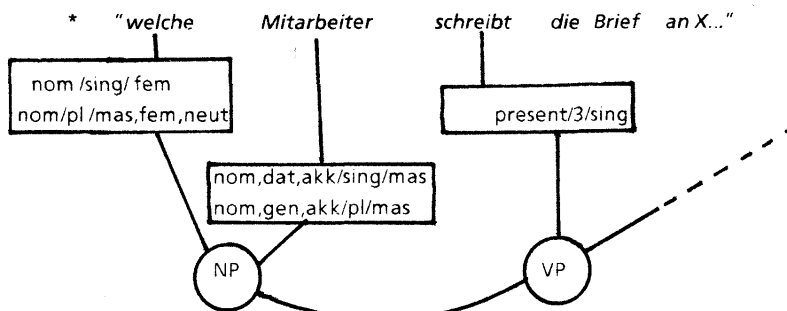 * "welche Mitarbeiter schreibt die Brief an X..."
nom/sing/fem
nom/pl/mas,fem,neut
present/3/sing
nom,dat,akk/sing/mas
nom,gen,akk/pl/mas
NP
VP